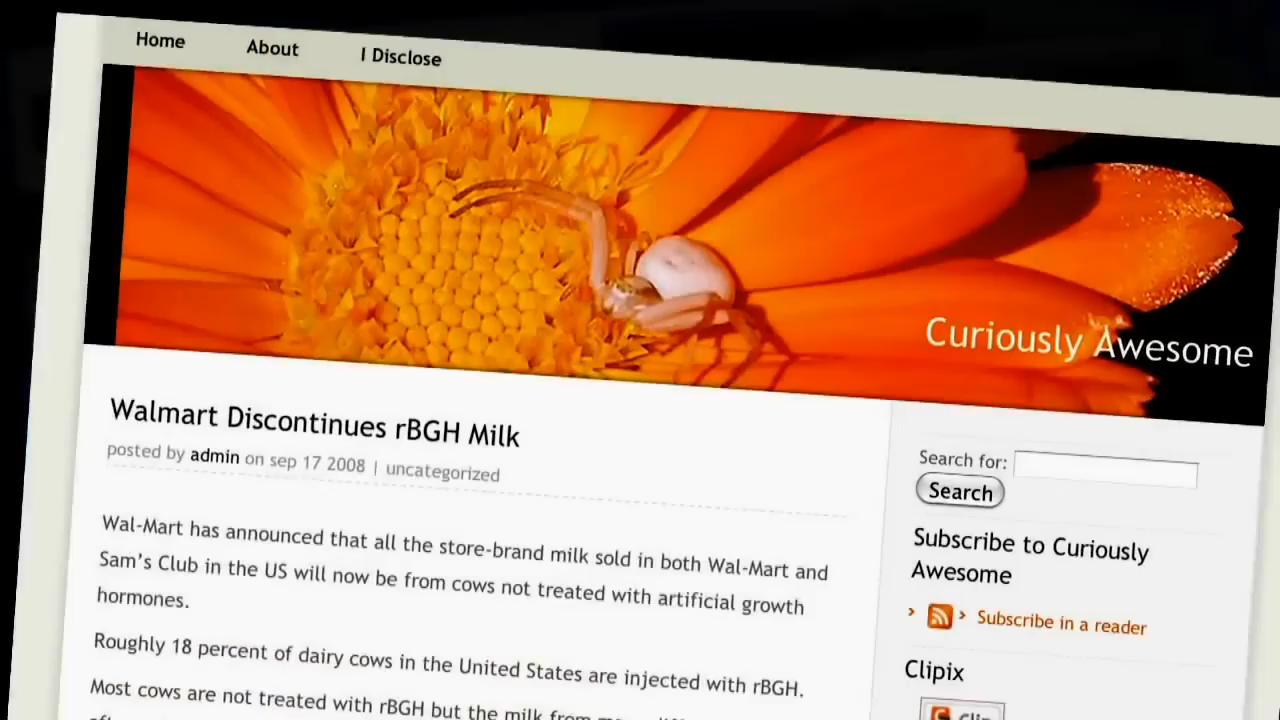 Home About I Disclose
Curiously Awesome
Walmart Discontinues rBGH Milk
posted by admin on sep 17 2008 | uncategorized
Wal-Mart has announced that all the store-brand milk sold in both Wal-Mart and
Sam's Club in the US will now be from cows not treated with artificial growth
hormones.
Roughly 18 percent of dairy cows in the United States are injected with rBGH.
Most cows are not treated with rBGH but the milk from
Search for:
Search
Subscribe to Curiously
Awesome
Subscribe in a reader
Clipix